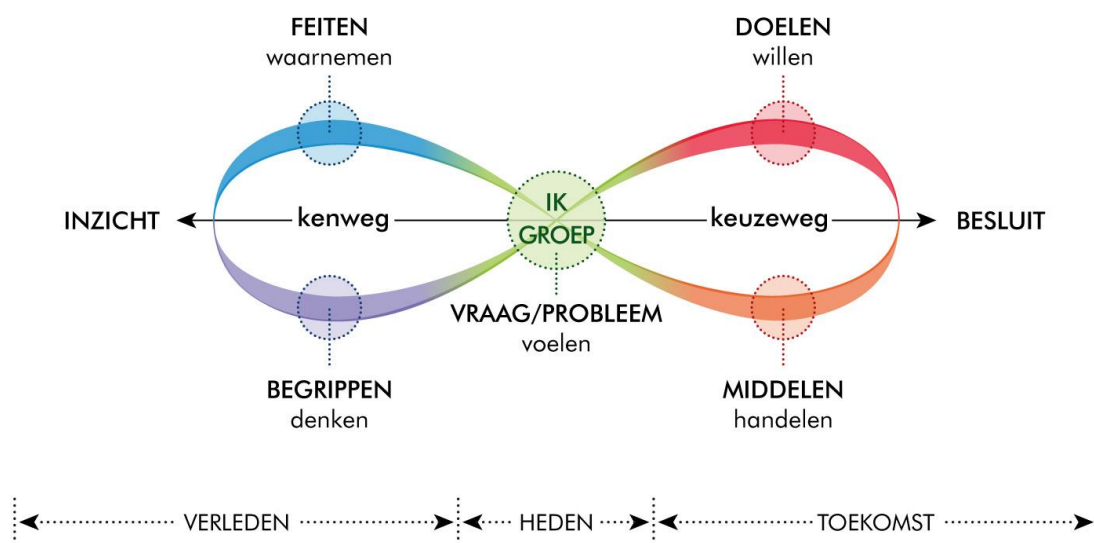 FEITEN
waarnemen
DOELEN
willen
INZICHT
kenweg
IK
GROEP
keuzeweg
BESLUIT
VRAAG/PROBLEEM
voelen
BEGRIPPEN
denken
MIDDELEN
handelen
VERLEDEN
HEDEN
TOEKOMST